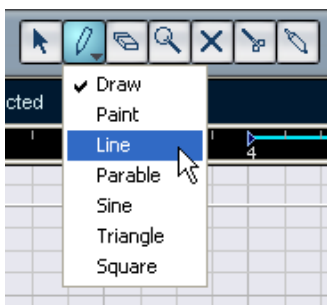 cted
Draw
Paint
Line
4
Parable
Sine
Triangle
Square